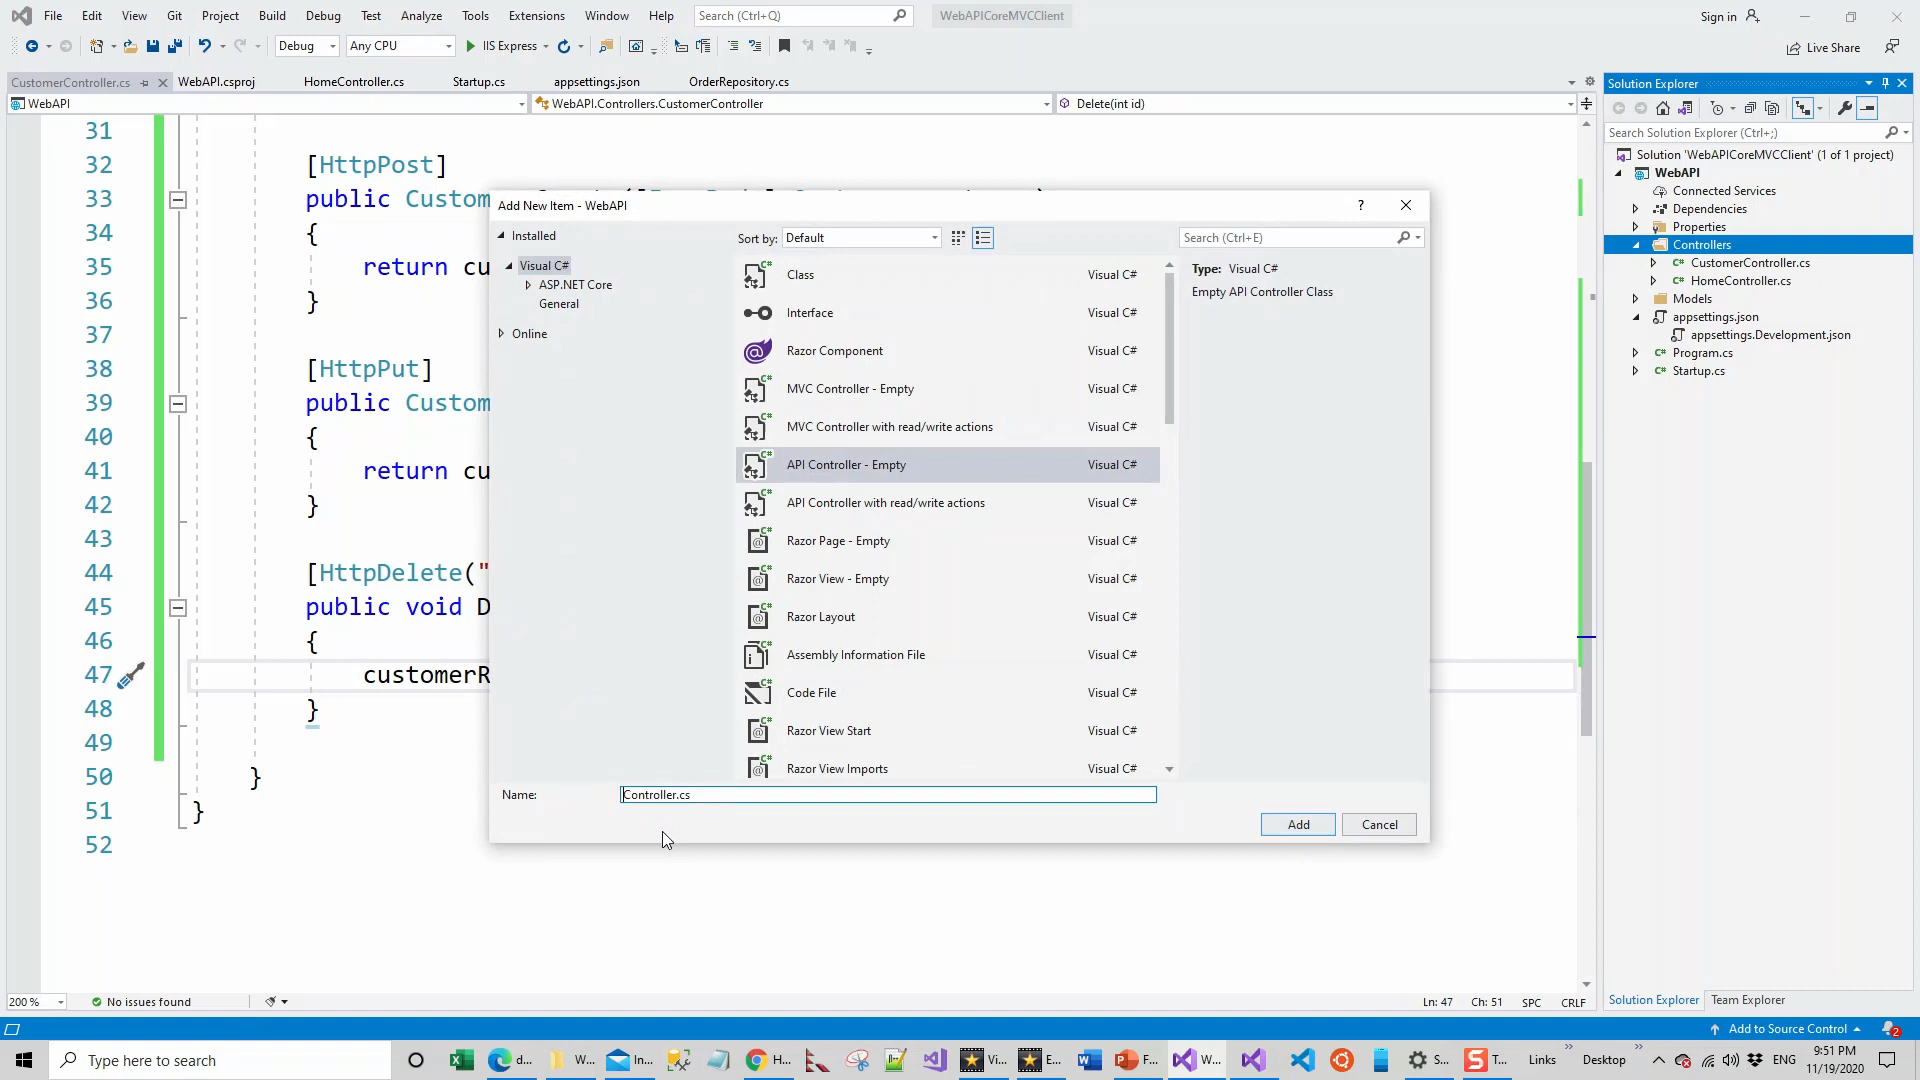 File Edit View Git Project Build Debug Test Analyze Tools Extensions Window Help Search (Ctrl+Q) WebAPICoreMVCClient Sign in
Debug Any CPU IIS Express Live Share
CustomerController.cs WebAPI.csproj HomeController.cs Startup.cs appsettings.json OrderRepository.cs
WebAPI WebAPI.Controllers.CustomerController Delete(int id)
31
32 [HttpPost]
33 public Custom
34 {
35 return cu
36 }
37
38 [HttpPut]
39 public Custom
40 {
41 return cu
42 }
43
44 [HttpDelete("
45 public void D
46 {
47 customerR
48 }
49
50 }
51 }
52
Add New Item - WebAPI ?
Installed
Visual C#
ASP.NET Core
General
Online
Sort by: Default Search (Ctrl+E)
Class Visual C#
Interface Visual C#
Razor Component Visual C#
MVC Controller - Empty Visual C#
MVC Controller with read/write actions Visual C#
API Controller - Empty Visual C#
API Controller with read/write actions Visual C#
Razor Page - Empty Visual C#
Razor View - Empty Visual C#
Razor Layout Visual C#
Assembly Information File Visual C#
Code File Visual C#
Razor View Start Visual C#
Razor View Imports Visual C#
Type: Visual C#
Empty API Controller Class
Name: Controller.cs
Add Cancel
Solution Explorer
Search Solution Explorer (Ctrl+;)
Solution 'WebAPICoreMVCClient' (1 of 1 project)
WebAPI
Connected Services
Dependencies
Properties
Controllers
CustomerController.cs
HomeController.cs
Models
appsettings.json
appsettings.Development.json
Program.cs
Startup.cs
200 % No issues found Ln: 47 Ch: 51 SPC CRLF
Solution Explorer Team Explorer
Add to Source Control 2
Type here to search d... W... In... H... Vi... E... F... W... S... T... Links Desktop ENG
9:51 PM
11/19/2020